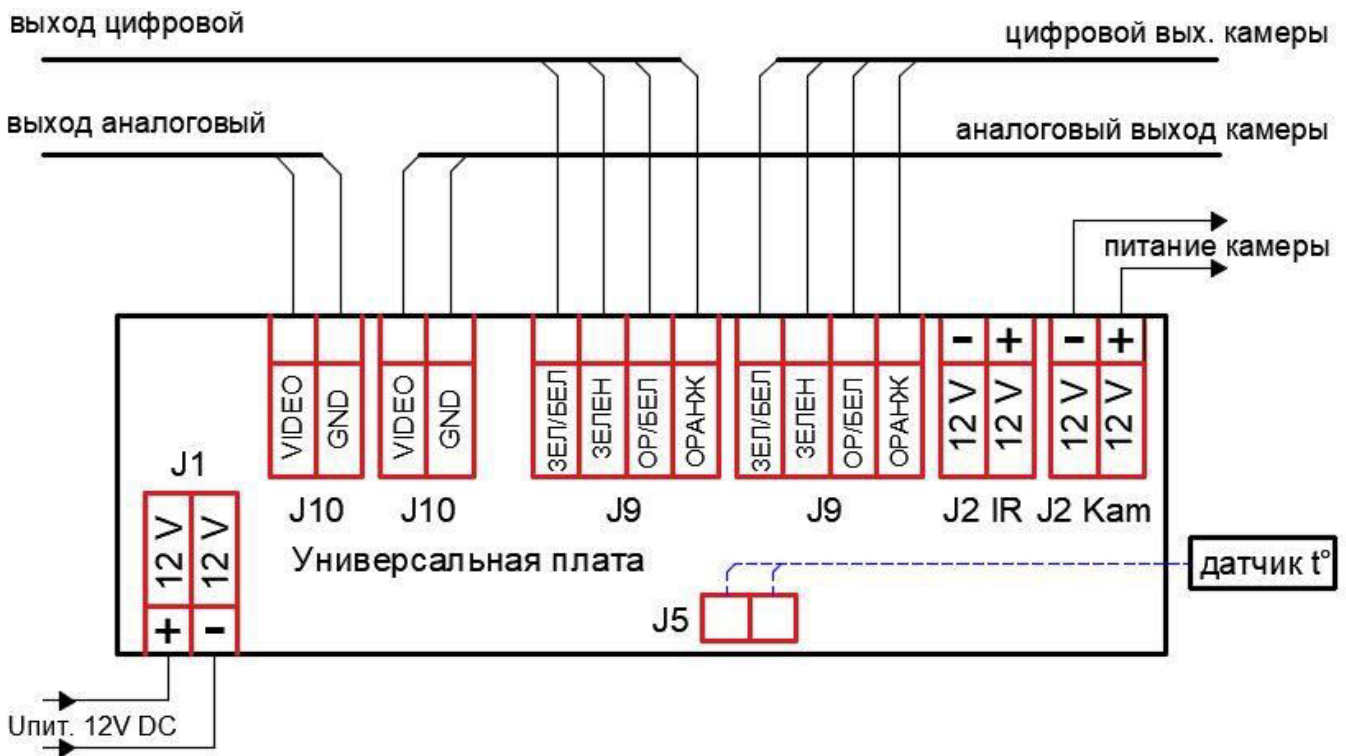 выход цифровой
цифровой вых. камеры
выход аналоговый
аналоговый выход камеры
питание камеры
- + - +
VIDEO GND VIDEO GND ЗЕЛ/БЕЛ ЗЕЛЕН ОР/БЕЛ ОРАНЖ ЗЕЛ/БЕЛ ЗЕЛЕН ОР/БЕЛ ОРАНЖ 12 V 12 V 12 V 12 V
J1
J10 J10 J9 J9 J2 IR J2 Kam
12 V 12 V
Универсальная плата
датчик t°
J5
+ -
Uпит. 12V DC